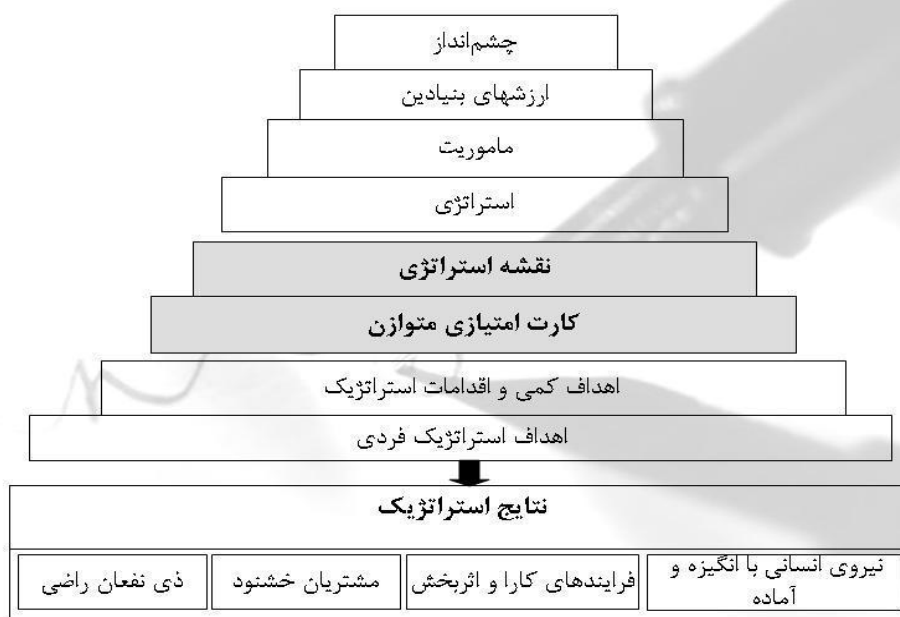 چشم‌انداز
ارزشهای بنیادین
ماموریت
استراتژی
نقشه استراتژی
کارت امتیازی متوازن
اهداف کمی و اقدامات استراتژیک
اهداف استراتژیک فردی
نتایج استراتژیک
نیروی انسانی با انگیزه و
آماده
فرایندهای کارا و اثربخش
مشتریان خشنود
ذی نفعان راضی